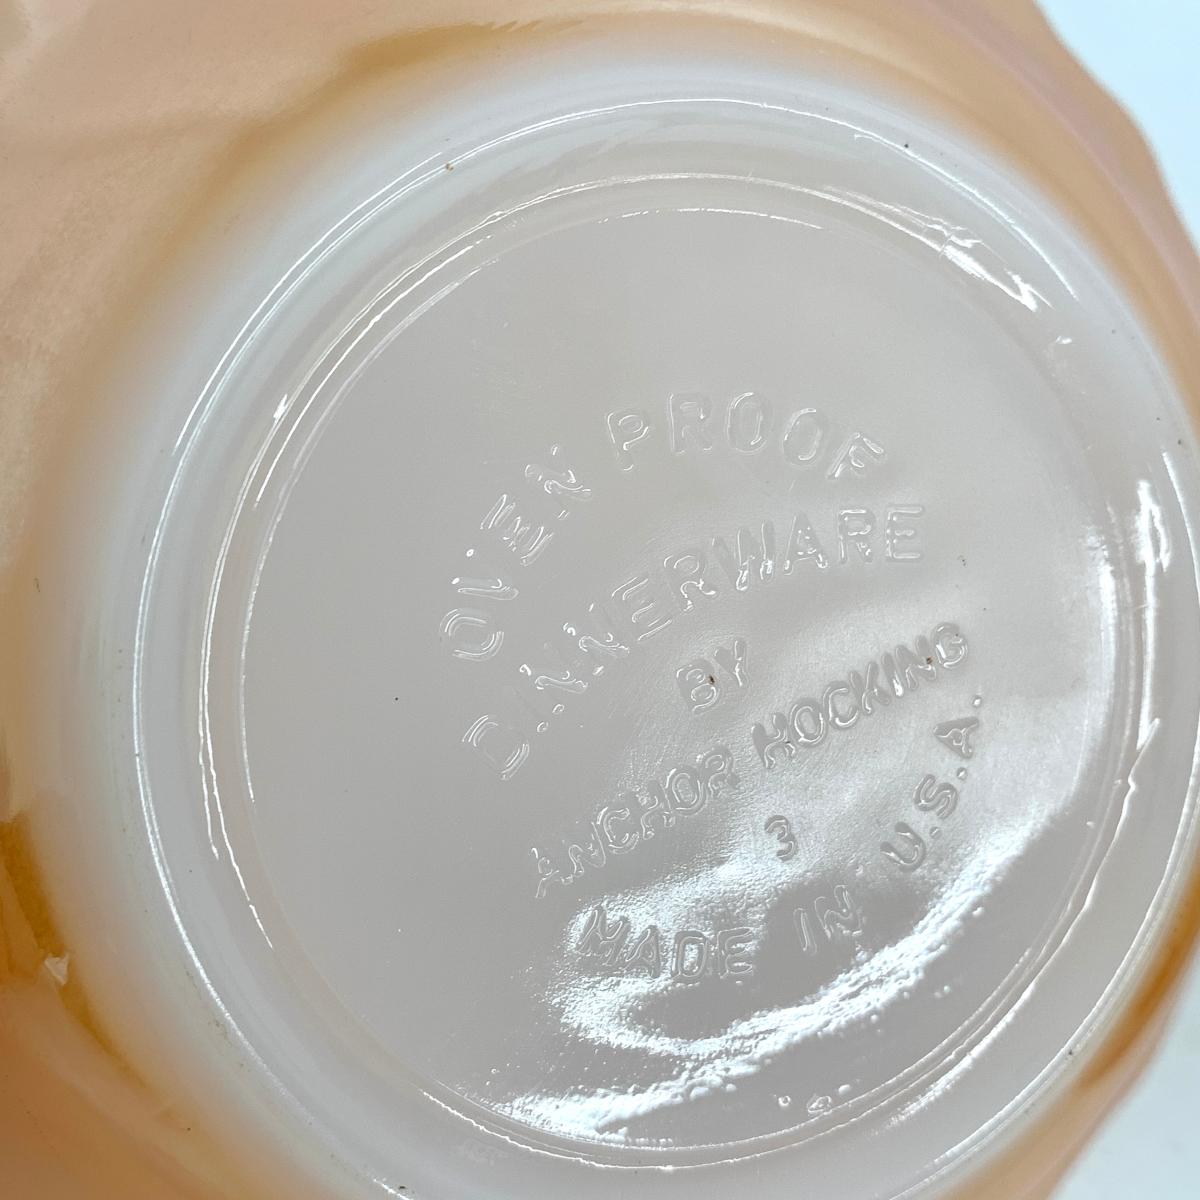 OVEN PROOF
DINNERWARE
BY
ANCHOR HOCKING
3
MADE IN U.S.A.